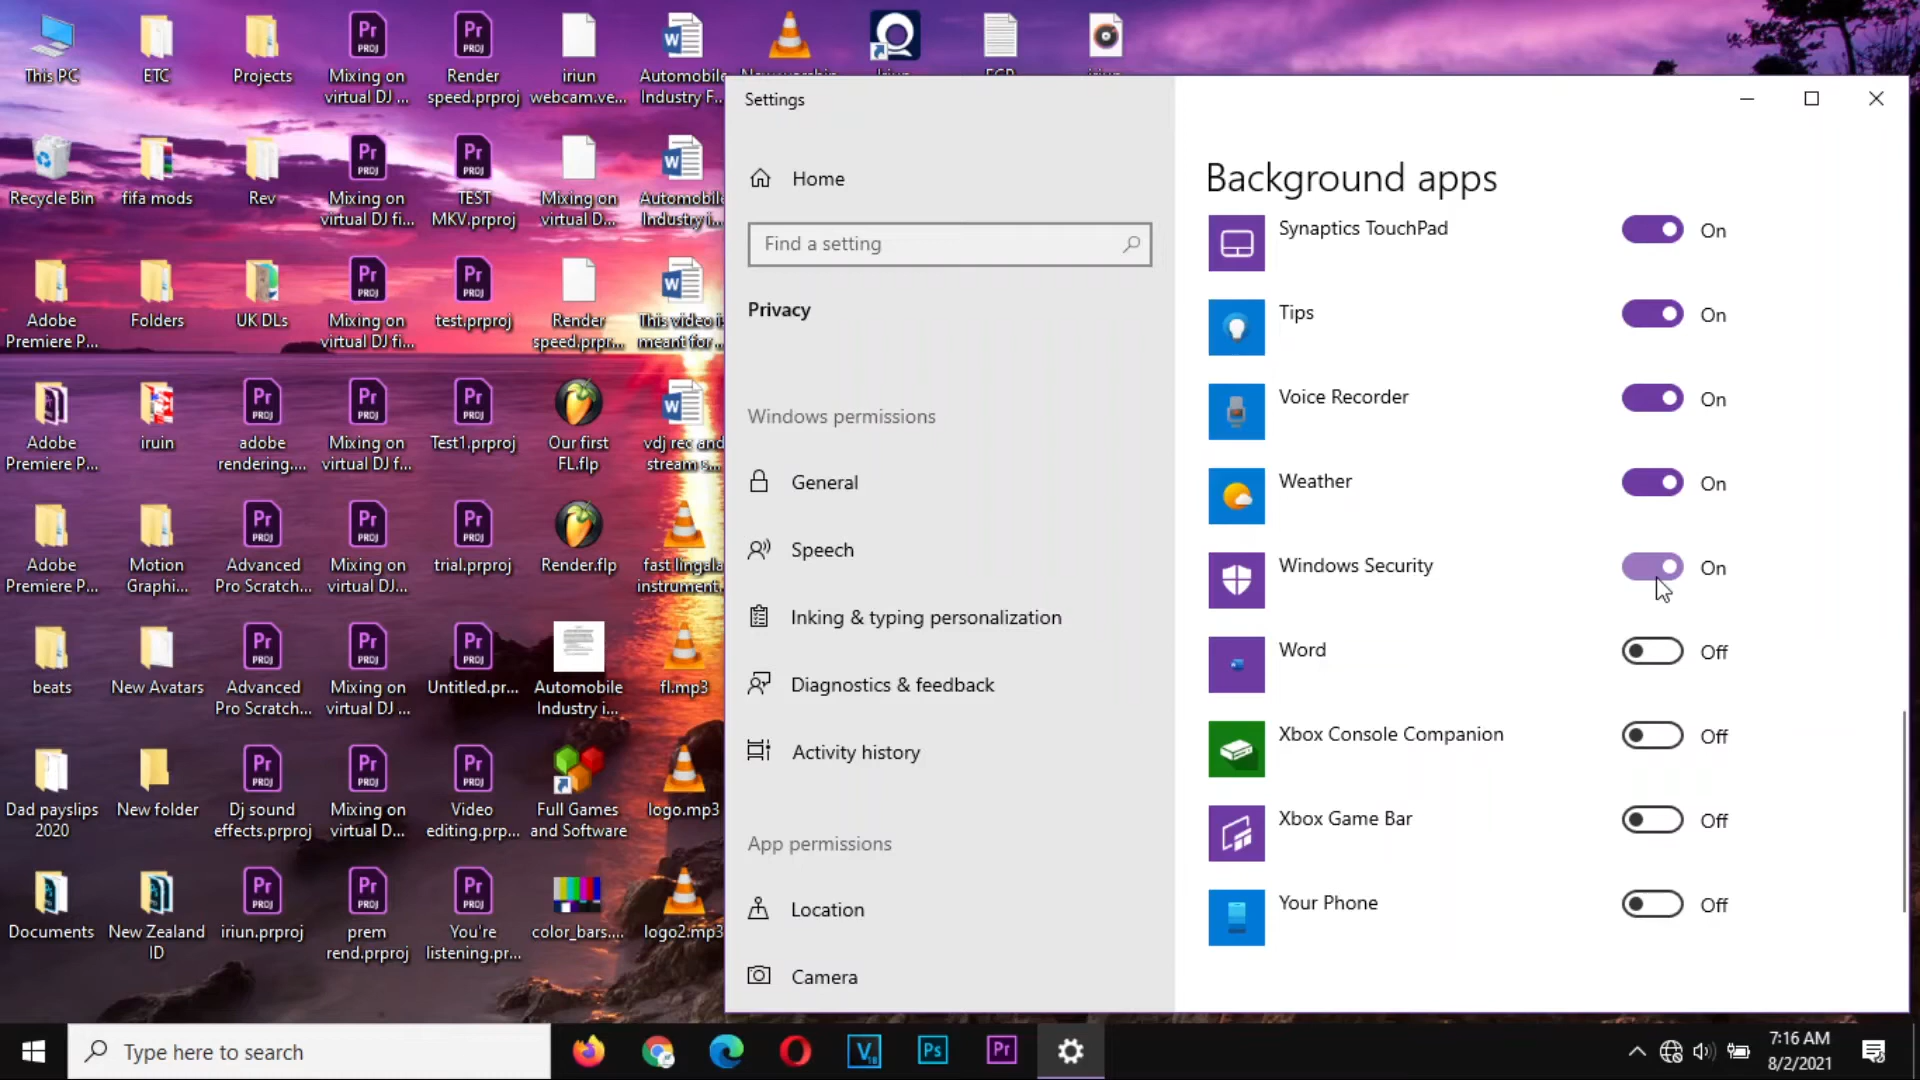 This PC
ETC
Projects
Mixing on
virtual DJ ...
Render
speed.prproj
iriun
webcam.ve...
Automobile
Industry F...
Recycle Bin
fifa mods
Rev
Mixing on
virtual DJ fi...
TEST
MKV.prproj
Mixing on
virtual D...
Automobile
Industry i...
Adobe
Premiere P...
Folders
UK DLs
Mixing on
virtual DJ fi...
test.prproj
Render
speed.prpr...
This video i
meant for ...
Adobe
Premiere P...
iruin
adobe
rendering....
Mixing on
virtual DJ f...
Test1.prproj
Our first
FL.flp
vdj rec and
stream s...
Adobe
Premiere P...
Motion
Graphi...
Advanced
Pro Scratch...
Mixing on
virtual DJ...
trial.prproj
Render.flp
fast lingala
instrument.
beats
New Avatars
Advanced
Pro Scratch...
Mixing on
virtual DJ ...
Untitled.pr...
Automobile
Industry i...
fl.mp3
Dad payslips
2020
New folder
Dj sound
effects.prproj
Mixing on
virtual D...
Video
editing.prp...
Full Games
and Software
logo.mp3
Documents
New Zealand
ID
iriun.prproj
prem
rend.prproj
You're
listening.pr...
color_bars....
logo2.mp3
Settings
Home
Find a setting
Privacy
Windows permissions
General
Speech
Inking & typing personalization
Diagnostics & feedback
Activity history
App permissions
Location
Camera
Background apps
Synaptics TouchPad On
Tips On
Voice Recorder On
Weather On
Windows Security On
Word Off
Xbox Console Companion Off
Xbox Game Bar Off
Your Phone Off
Type here to search
7:16 AM
8/2/2021